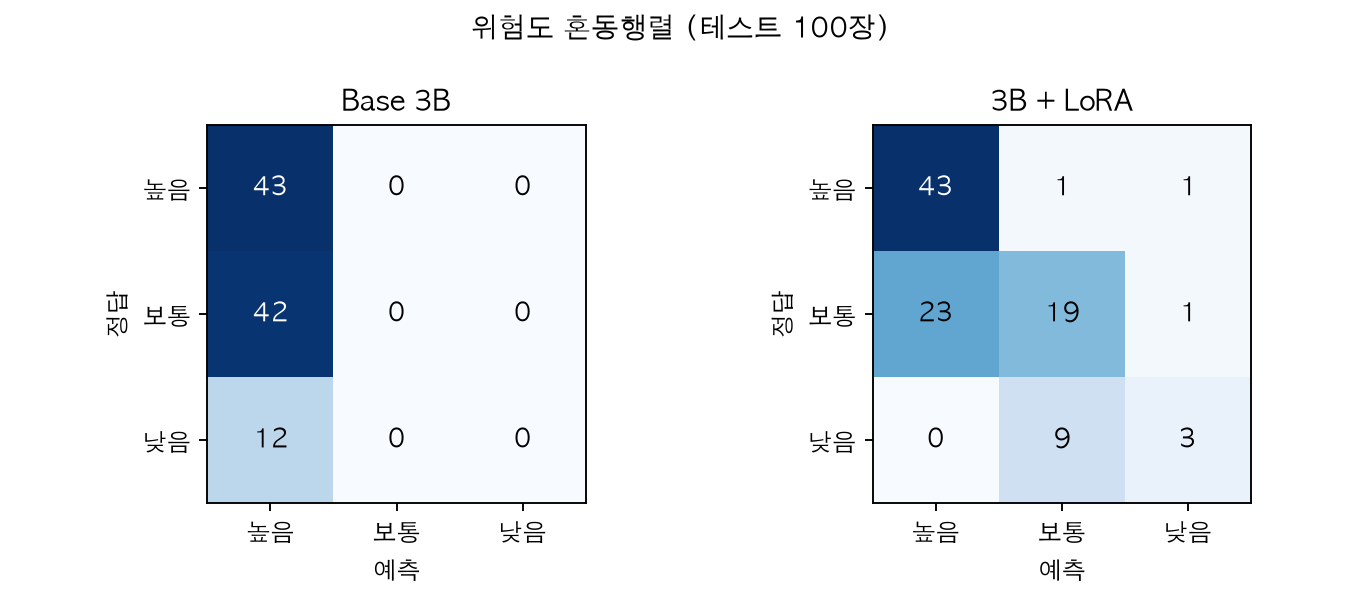 위험도 혼동행렬 (테스트 100장)
Base 3B
정답
높음 43 0 0
보통 42 0 0
낮음 12 0 0
높음 보통 낮음
예측
3B + LoRA
정답
높음 43 1 1
보통 23 19 1
낮음 0 9 3
높음 보통 낮음
예측